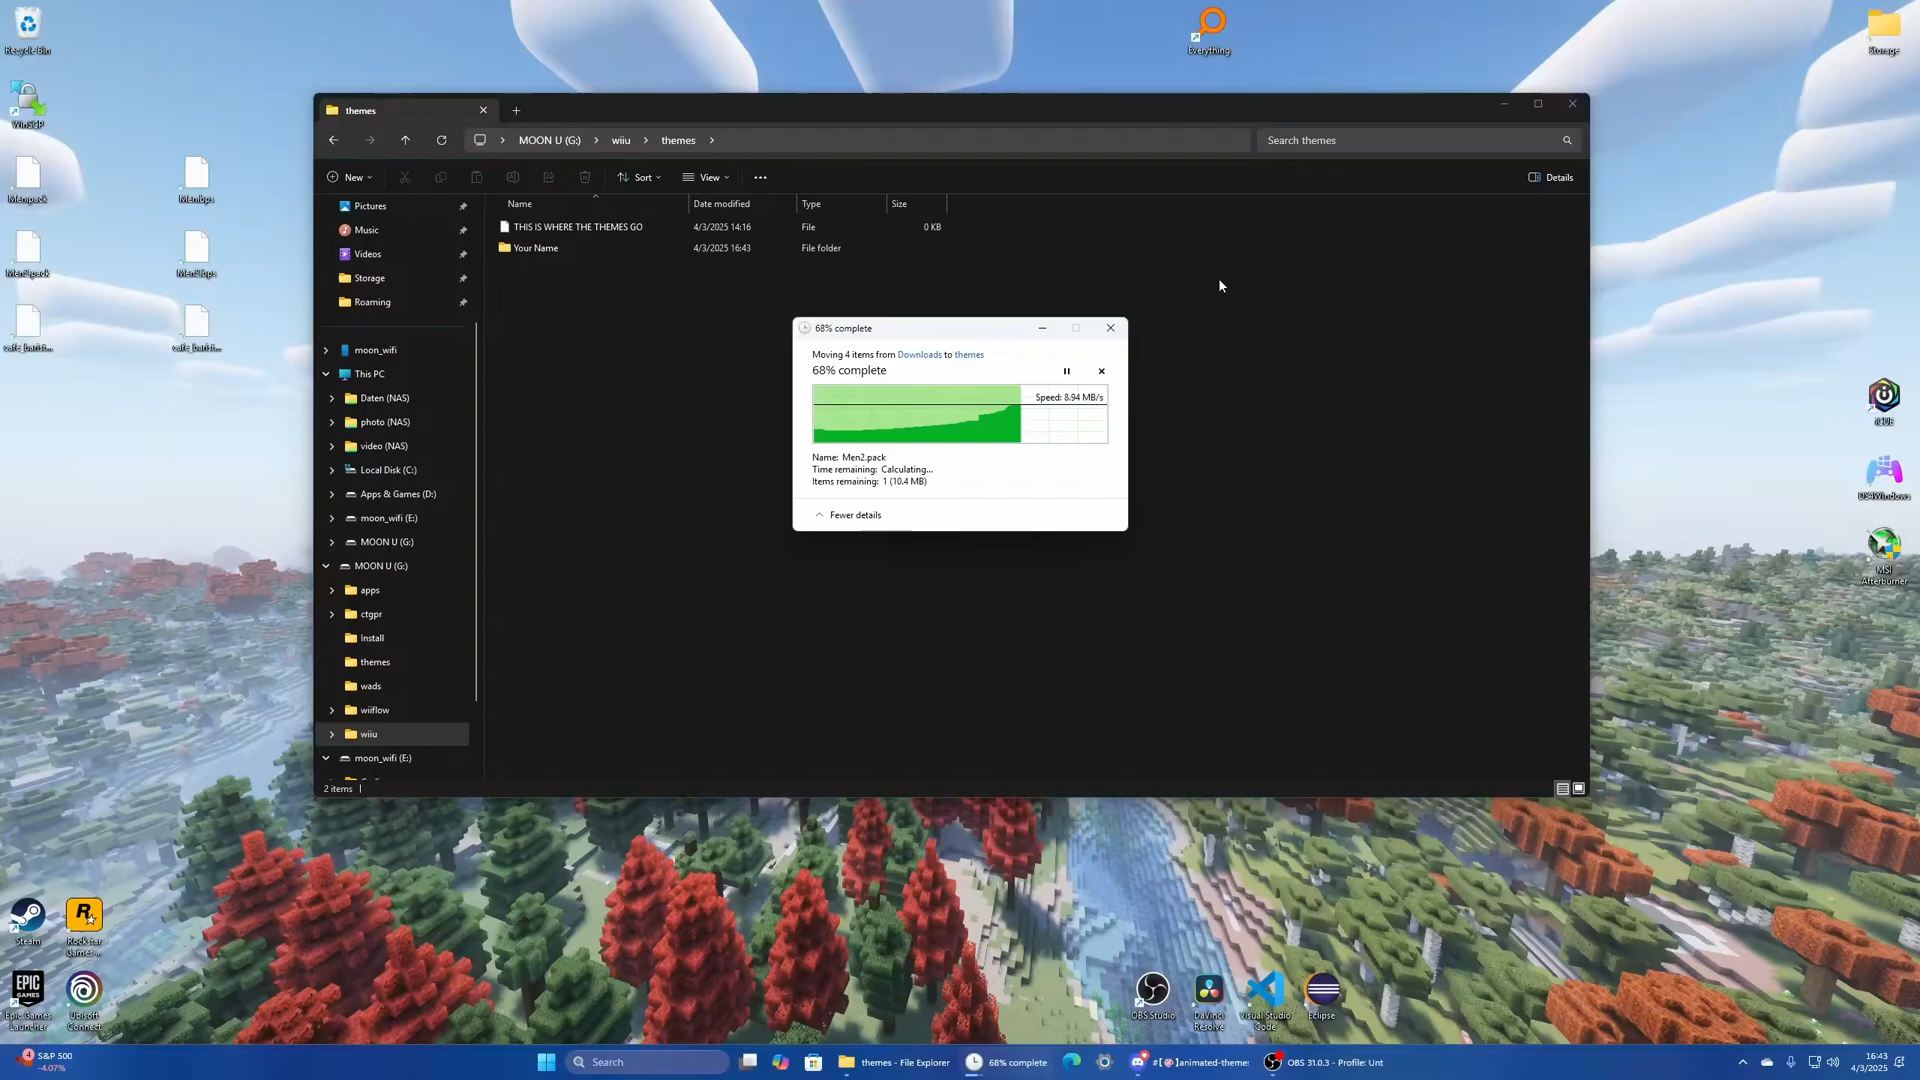 Recycle Bin
WinSCP
Men.pack
Men.bps
Men2.pack
Men2.bps
cafe_barist...
cafe_barist...
Everything
Storage
iCUE
DS4Windows
MSI
Afterburner
themes
MOON U (G:)
wiiu
themes
Search themes
New
Sort
View
Details
Pictures
Music
Videos
Storage
Roaming
moon_wifi
This PC
Daten (NAS)
photo (NAS)
video (NAS)
Local Disk (C:)
Apps & Games (D:)
moon_wifi (E:)
MOON U (G:)
MOON U (G:)
apps
ctgpr
Install
themes
wads
wiiflow
wiiu
moon_wifi (E:)
Name
Date modified
Type
Size
THIS IS WHERE THE THEMES GO
4/3/2025 14:16
File
0 KB
Your Name
4/3/2025 16:43
File folder
68% complete
Moving 4 items from Downloads to themes
68% complete
Speed: 8.94 MB/s
Name: Men2.pack
Time remaining: Calculating...
Items remaining: 1 (10.4 MB)
Fewer details
2 items
Steam
Rockstar
Games ...
EPIC
GAMES
Epic Games
Launcher
Ubisoft
Connect
OBS Studio
DaVinci
Resolve
Visual Studio
Code
Eclipse
4
S&P 500
-4.07%
Search
themes - File Explorer
68% complete
OBS 31.0.3 - Profile: Unt
16:43
4/3/2025